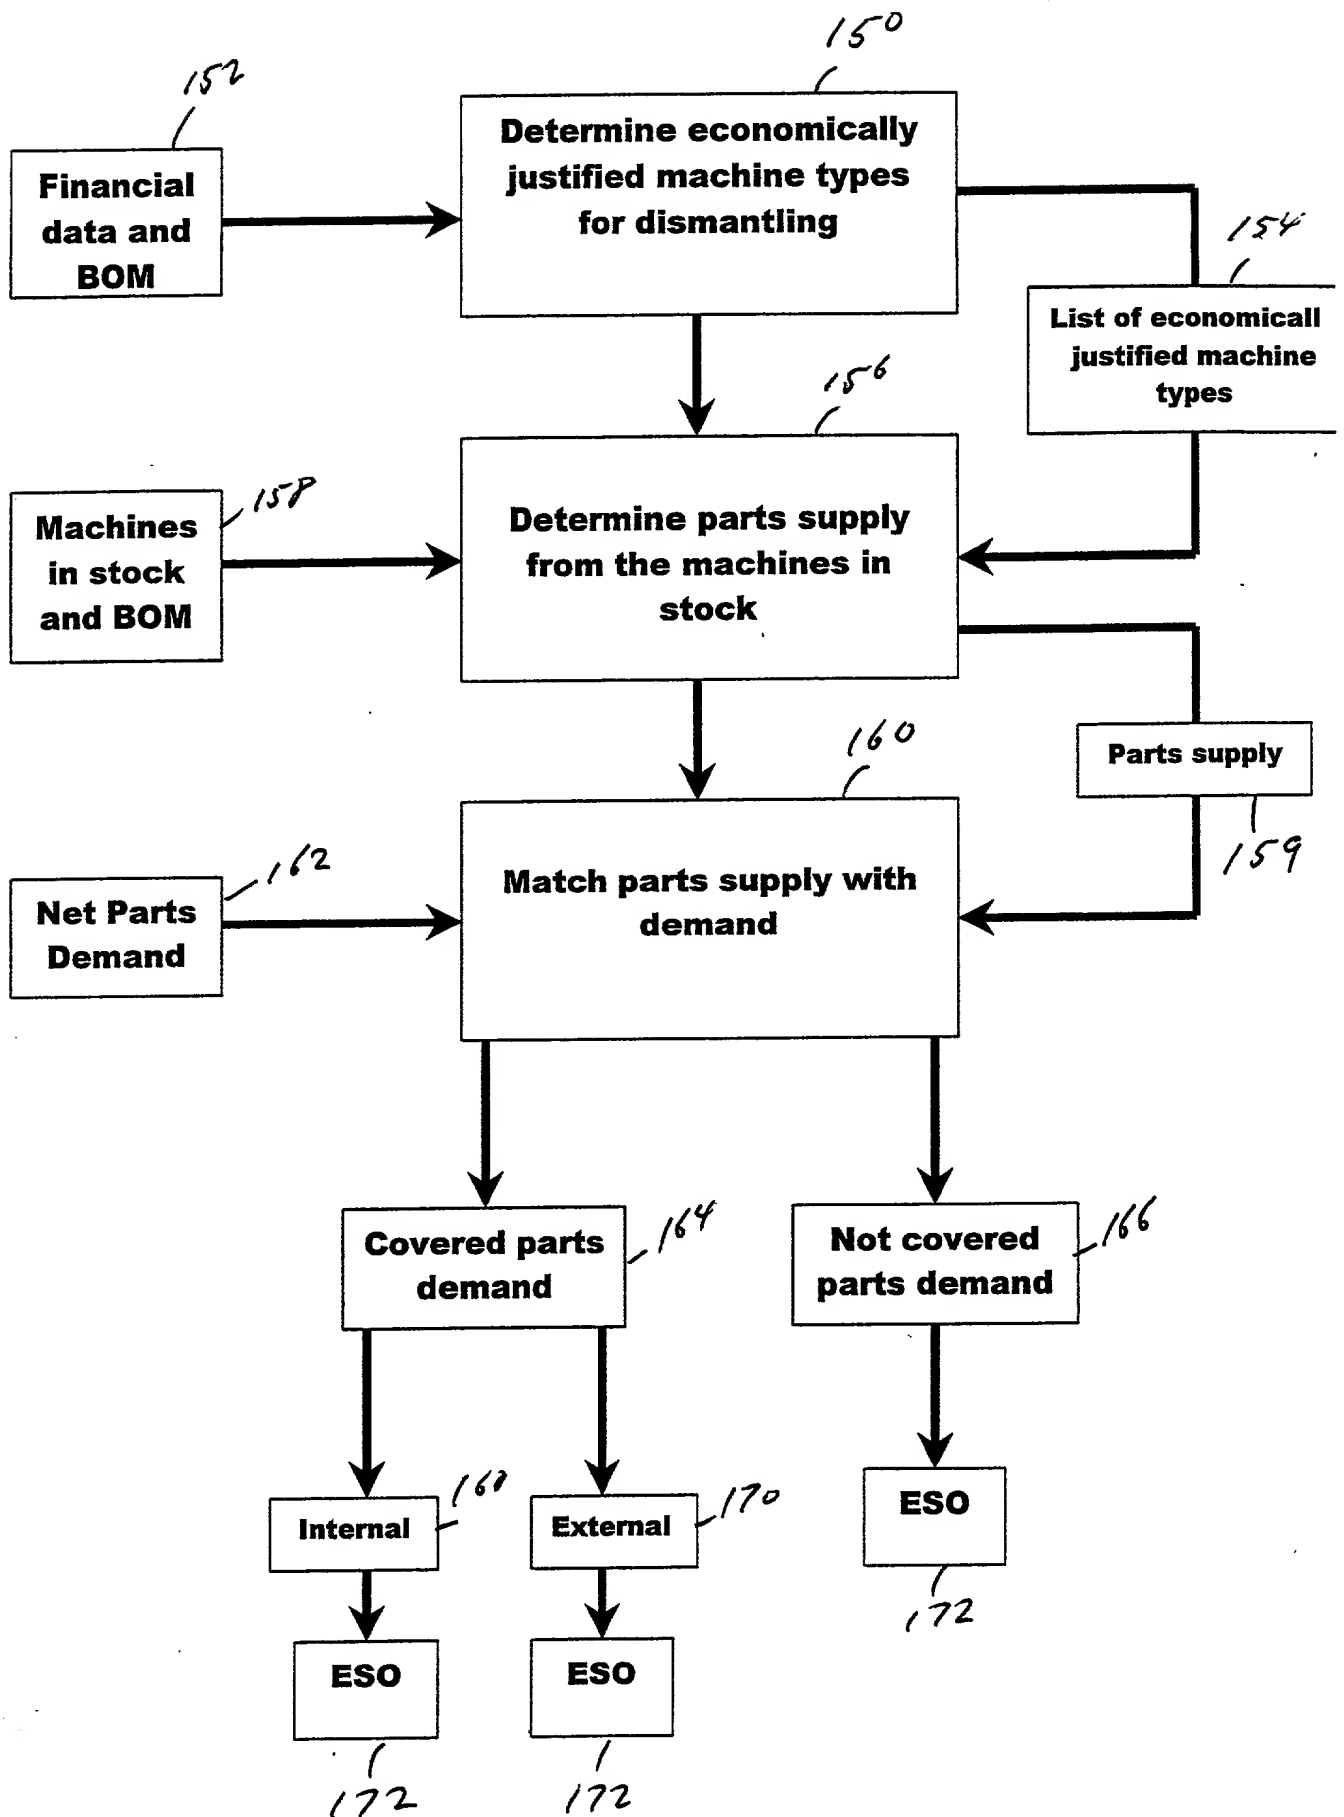 150
152
Determine economically
justified machine types
for dismantling
Financial
data and
BOM
154
List of economicall
justified machine
types
156
158
Machines
in stock
and BOM
Determine parts supply
from the machines in
stock
160
Parts supply
159
162
Net Parts
Demand
Match parts supply with
demand
164
Covered parts
demand
166
Not covered
parts demand
168
Internal
170
External
ESO
172
ESO
ESO
172
172